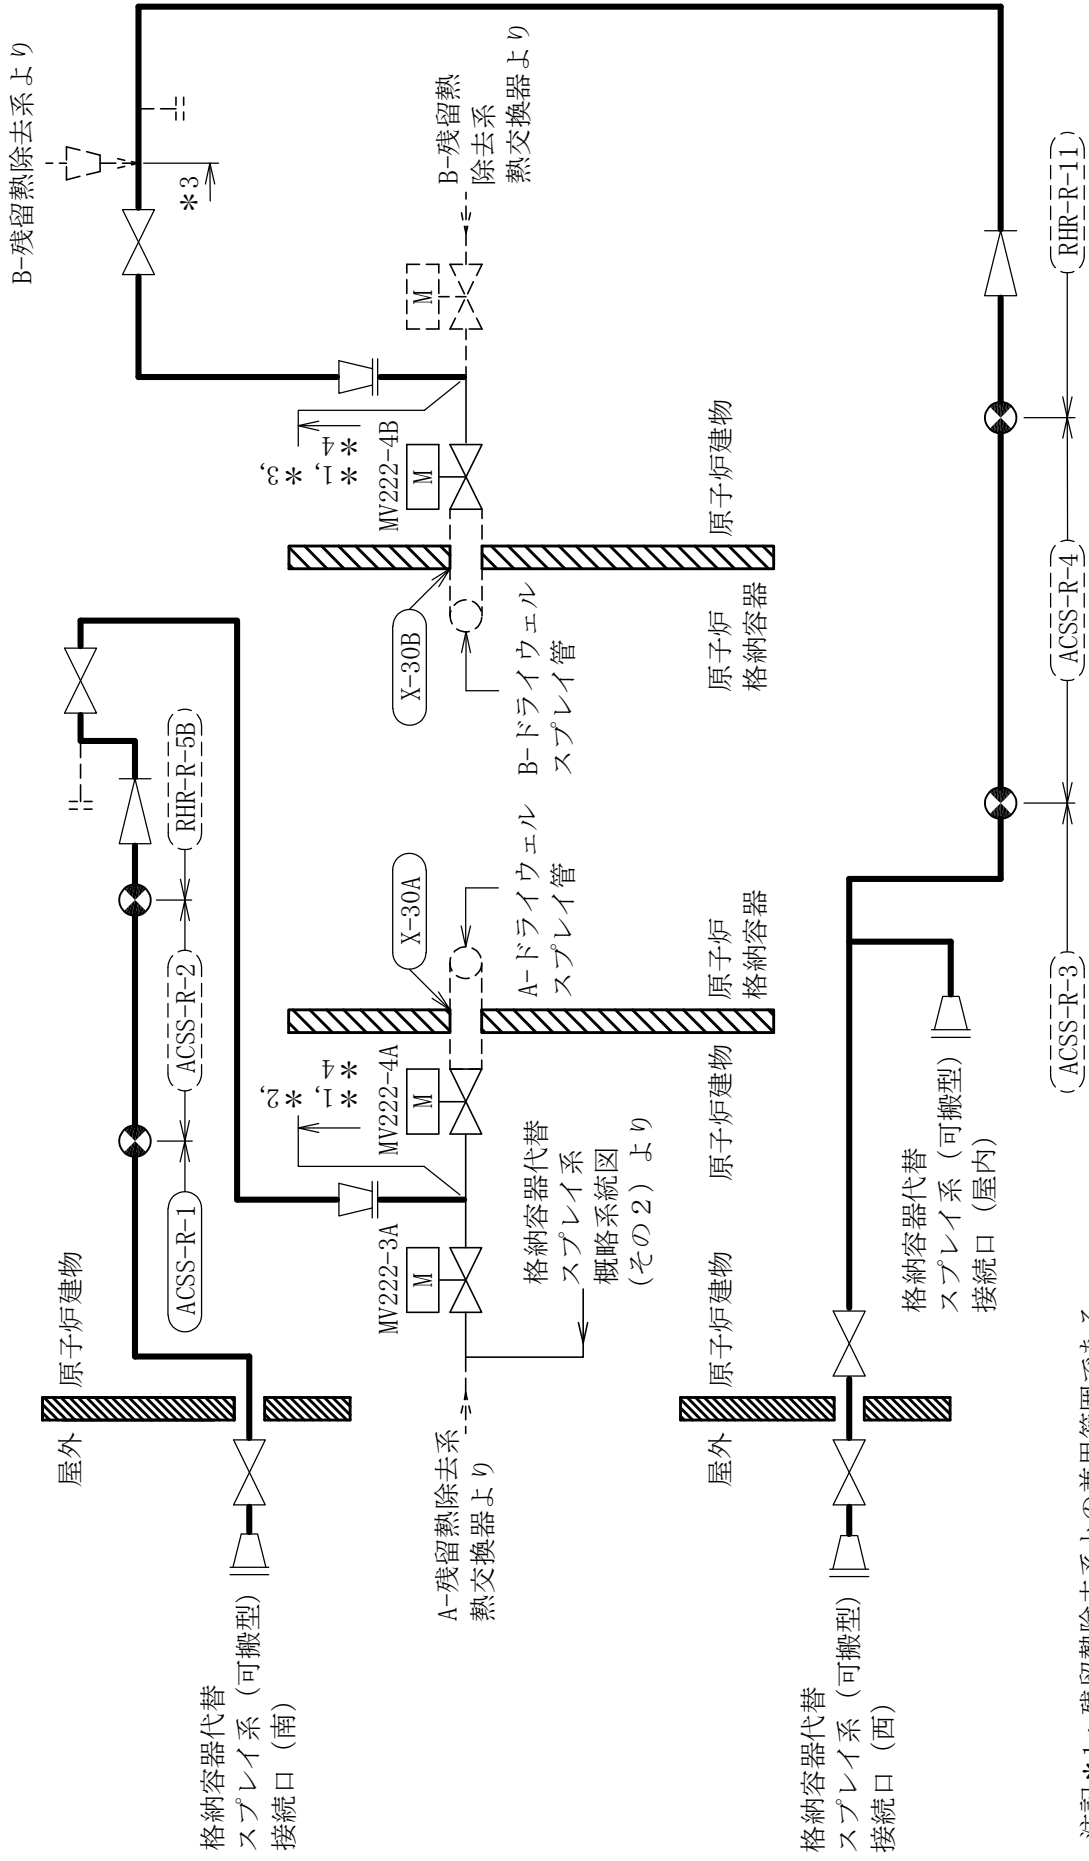 B-残留熱除去系より
*3
B-残留熱
除去系
熱交換器より
M
*1, *3,
*4
MV222-4B
M
原子炉建物
X-30B
原子炉
格納容器
B-ドライウェル
スプレイ管
RHR-R-11
ACSS-R-4
ACSS-R-3
RHR-R-5B
ACSS-R-2
ACSS-R-1
X-30A
A-ドライウェル
スプレイ管
原子炉
格納容器
原子炉建物
*1, *2,
*4
MV222-4A
M
MV222-3A
M
格納容器代替
スプレイ系
概略系統図
(その2) より
A-残留熱除去系
熱交換器より
原子炉建物
屋外
格納容器代替
スプレイ系 (可搬型)
接続口 (南)
原子炉建物
屋外
格納容器代替
スプレイ系 (可搬型)
接続口 (屋内)
格納容器代替
スプレイ系 (可搬型)
接続口 (西)
注記*1:残留熱除去系との兼用範囲である